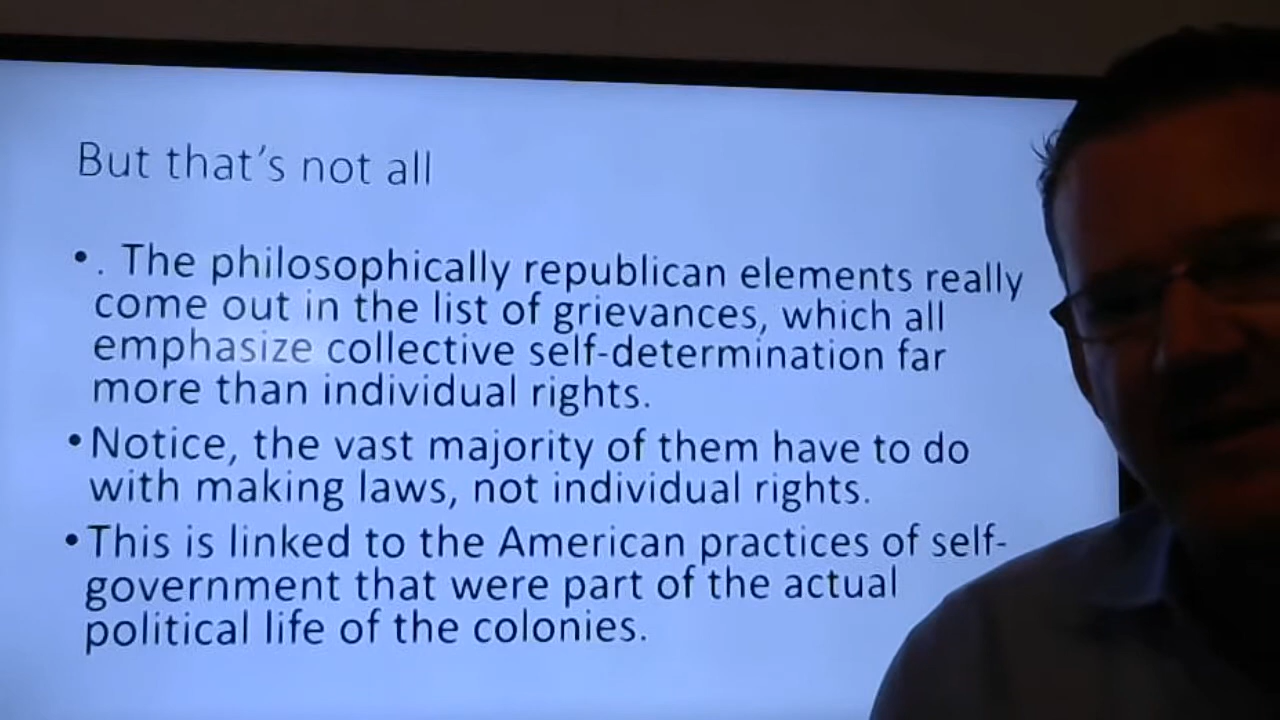 But that's not all
• . The philosophically republican elements really
come out in the list of grievances, which all
emphasize collective self-determination far
more than individual rights.
• Notice, the vast majority of them have to do
with making laws, not individual rights.
• This is linked to the American practices of self-
government that were part of the actual
political life of the colonies.